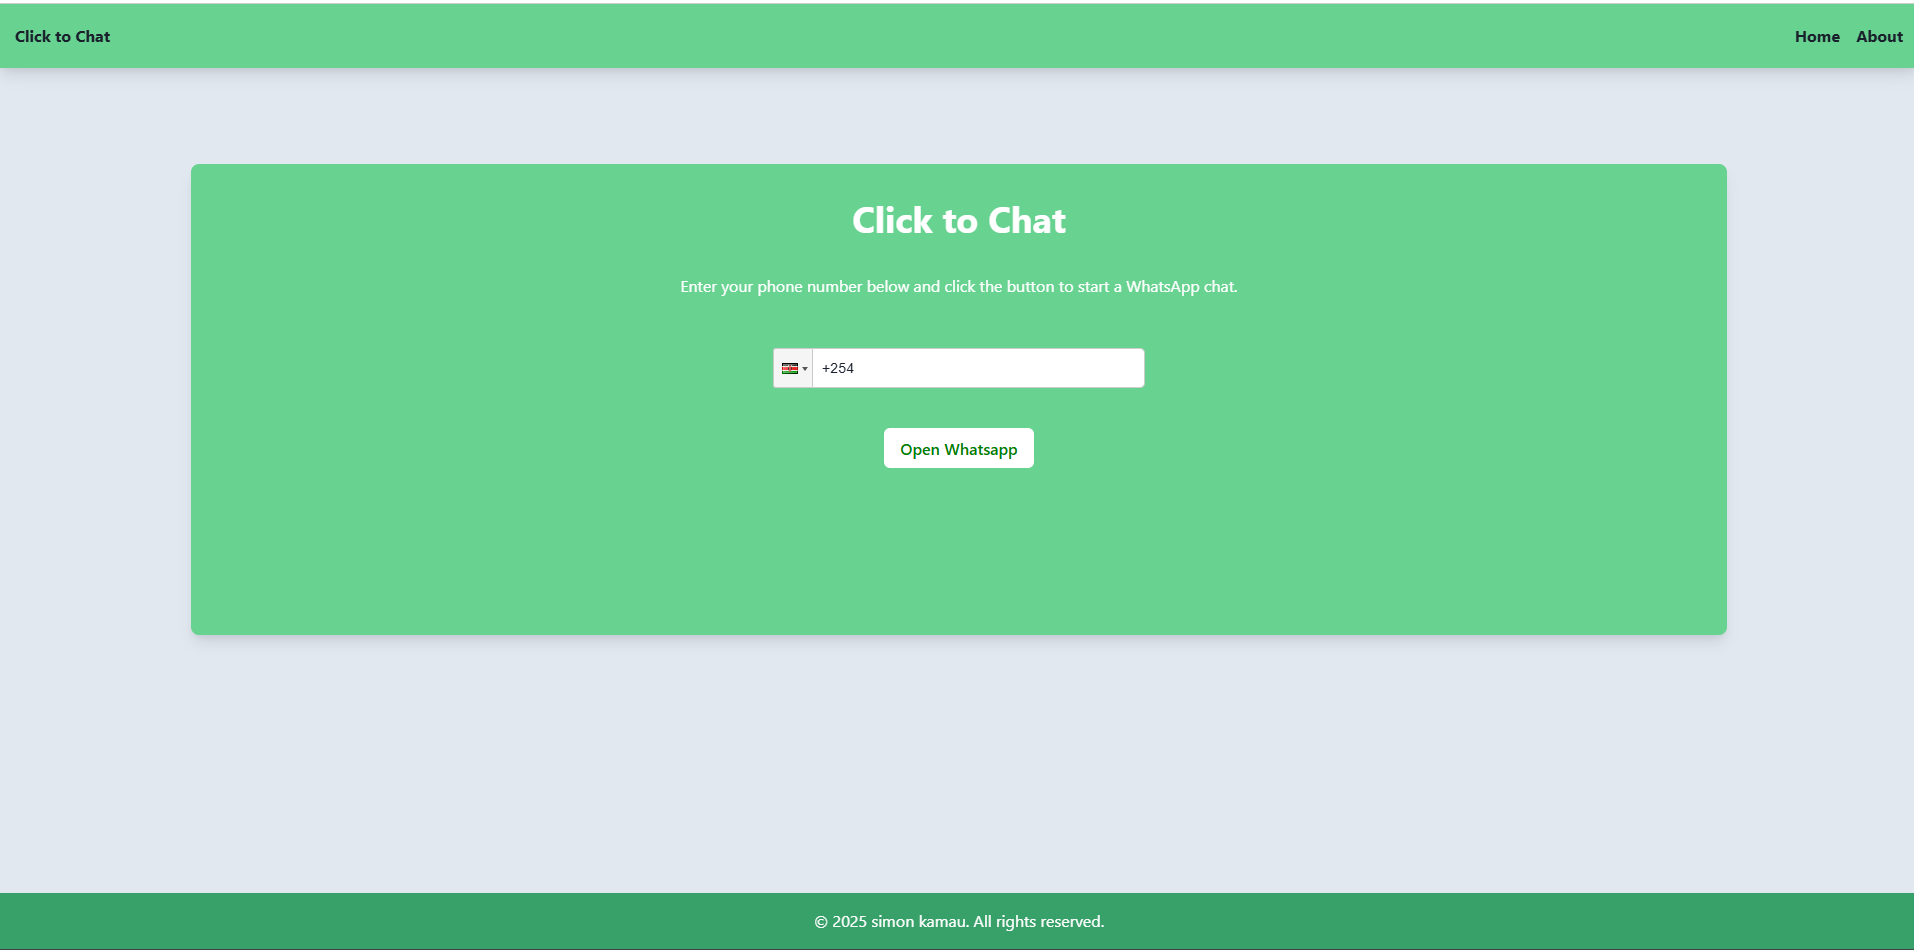 Click to Chat
Home About
Click to Chat
Enter your phone number below and click the button to start a WhatsApp chat.
+254
Open Whatsapp
© 2025 simon kamau. All rights reserved.